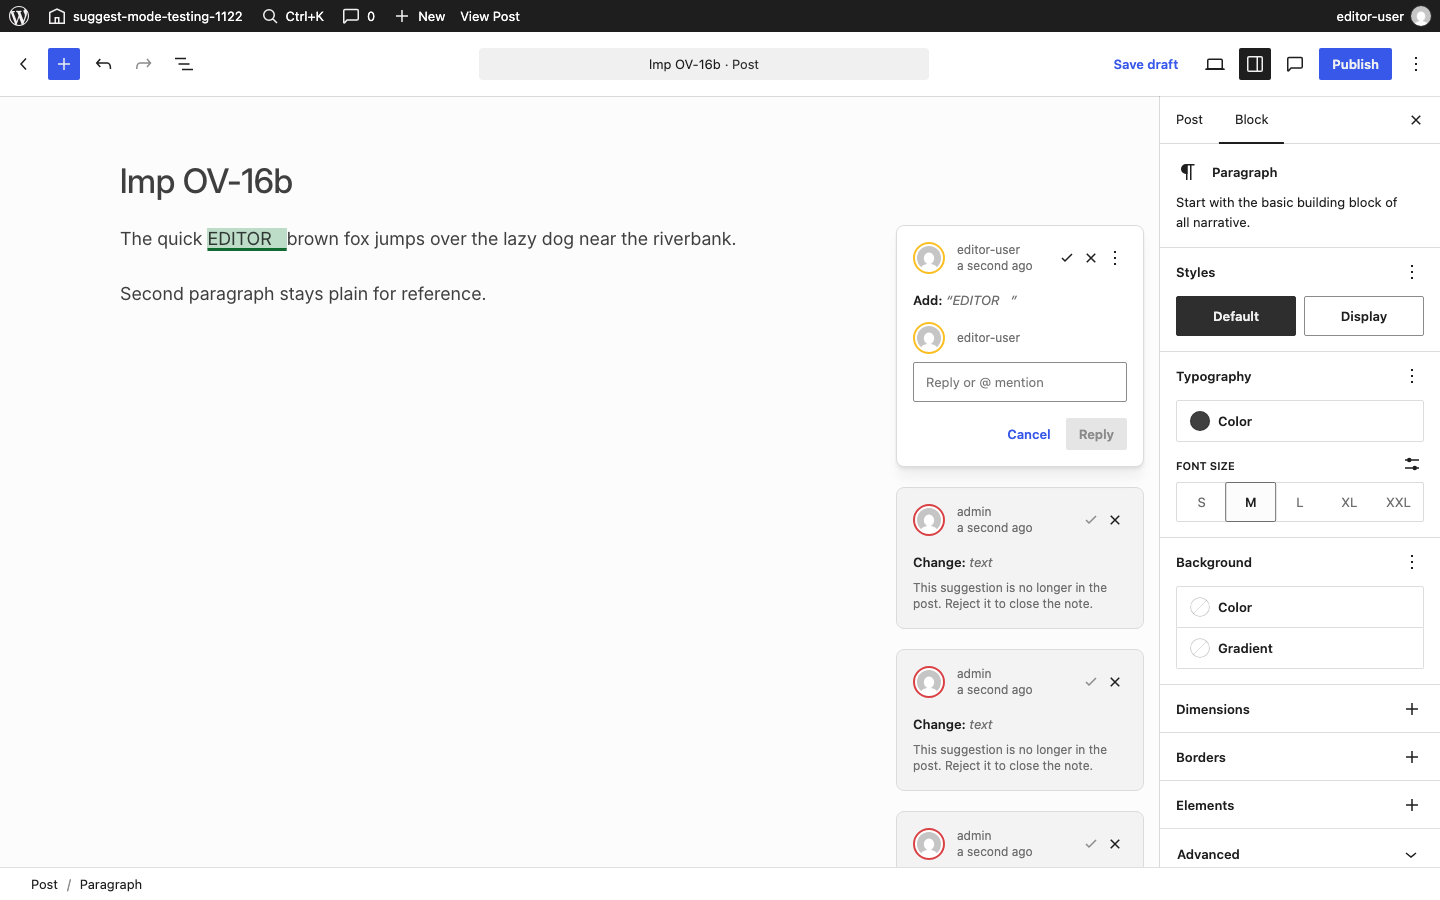 suggest-mode-testing-1122 Ctrl+K 0 New View Post editor-user
Imp OV-16b · Post Save draft Publish
Post Block
Imp OV-16b
The quick EDITOR brown fox jumps over the lazy dog near the riverbank.
Second paragraph stays plain for reference.
editor-user
a second ago
Add: “EDITOR ”
editor-user
Reply or @ mention
Cancel Reply
admin
a second ago
Change: text
This suggestion is no longer in the
post. Reject it to close the note.
admin
a second ago
Change: text
This suggestion is no longer in the
post. Reject it to close the note.
admin
a second ago
Paragraph
Start with the basic building block of
all narrative.
Styles
Default Display
Typography
Color
FONT SIZE
S M L XL XXL
Background
Color
Gradient
Dimensions
Borders
Elements
Advanced
Post / Paragraph